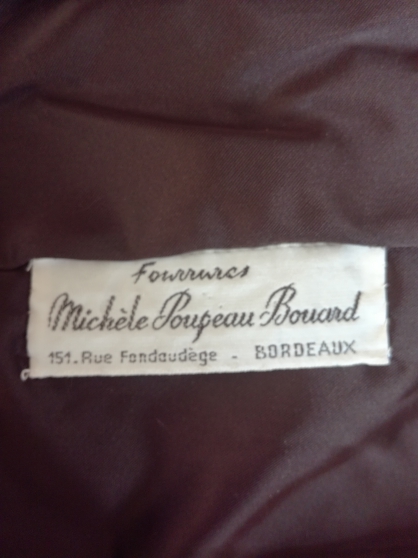 Fourrures
Michèle Poupeau-Bouard
151.Rue Fondaudège - BORDEAUX